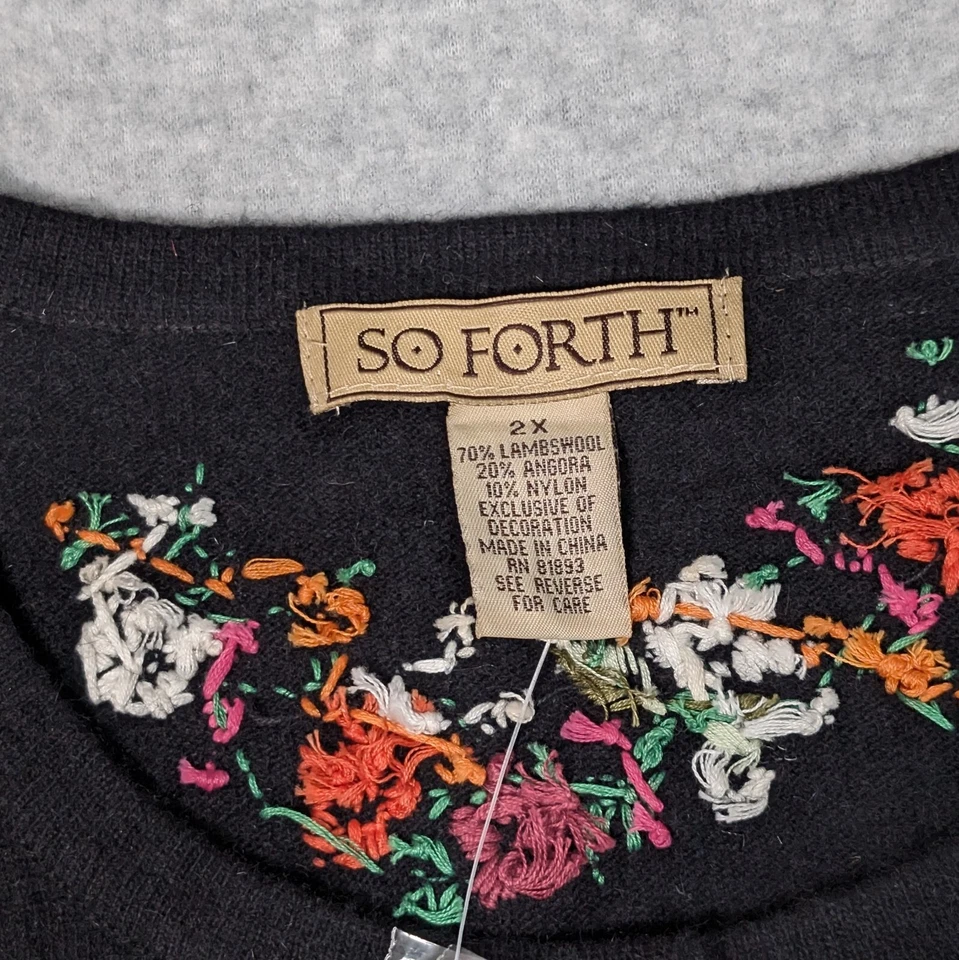 SO FORTH™
2X
70% LAMBSWOOL
20% ANGORA
10% NYLON
EXCLUSIVE OF
DECORATION
MADE IN CHINA
RN 81893
SEE REVERSE
FOR CARE